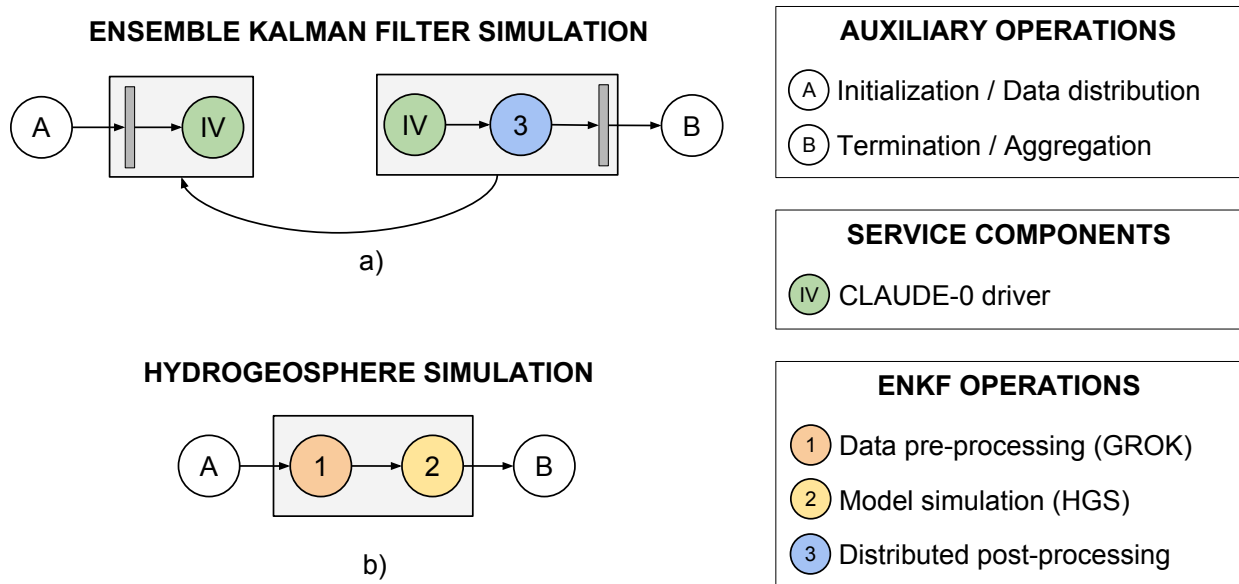 ENSEMBLE KALMAN FILTER SIMULATION
A
IV
IV
3
B
a)
HYDROGEOSPHERE SIMULATION
A
1
2
B
b)
AUXILIARY OPERATIONS
A Initialization / Data distribution
B Termination / Aggregation
SERVICE COMPONENTS
IV CLAUDE-0 driver
ENKF OPERATIONS
1 Data pre-processing (GROK)
2 Model simulation (HGS)
3 Distributed post-processing